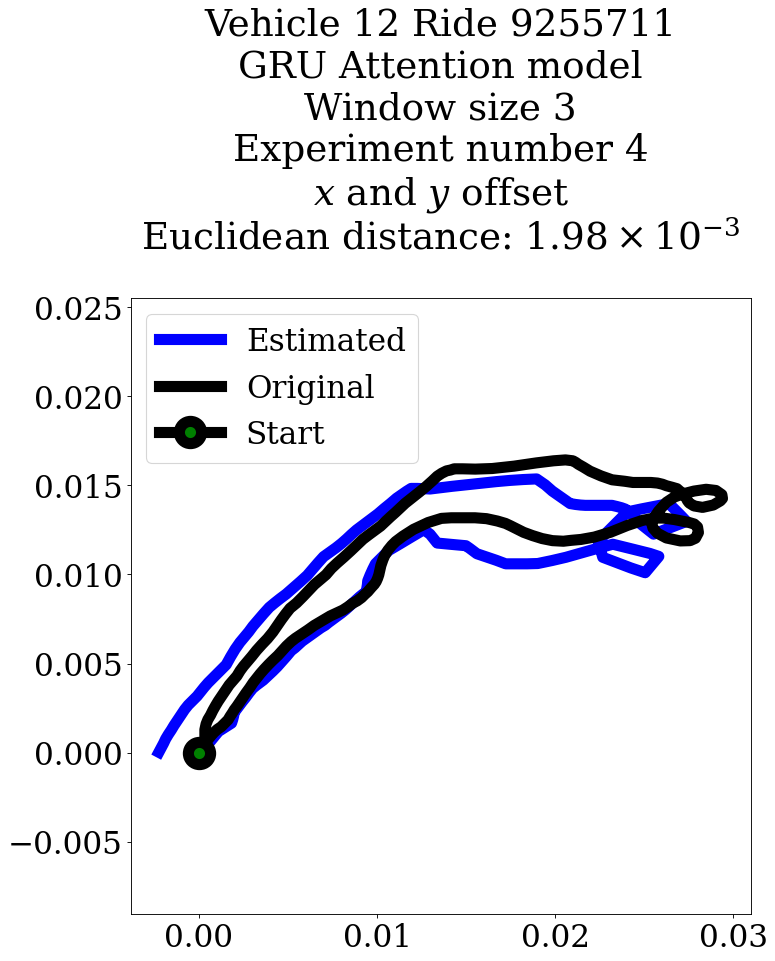 Vehicle 12 Ride 9255711
GRU Attention model
Window size 3
Experiment number 4
x and y offset
Euclidean distance: 1.98 × 10⁻³
Estimated
Original
Start
0.025
0.020
0.015
0.010
0.005
0.000
−0.005
0.00 0.01 0.02 0.03